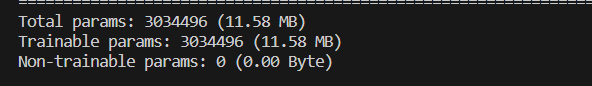 Total params: 3034496 (11.58 MB)
Trainable params: 3034496 (11.58 MB)
Non-trainable params: 0 (0.00 Byte)